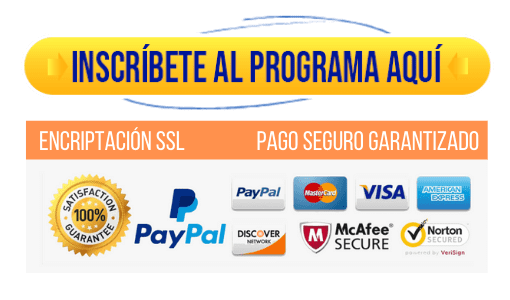 INSCRÍBETE AL PROGRAMA AQUÍ
ENCRIPTACIÓN SSL
PAGO SEGURO GARANTIZADO
SATISFACTION
100%
GUARANTEE
PayPal
PayPal
MasterCard
VISA
AMERICAN
EXPRESS
DISCOVER
NETWORK
McAfee
SECURE
Norton
SECURED
powered by VeriSign